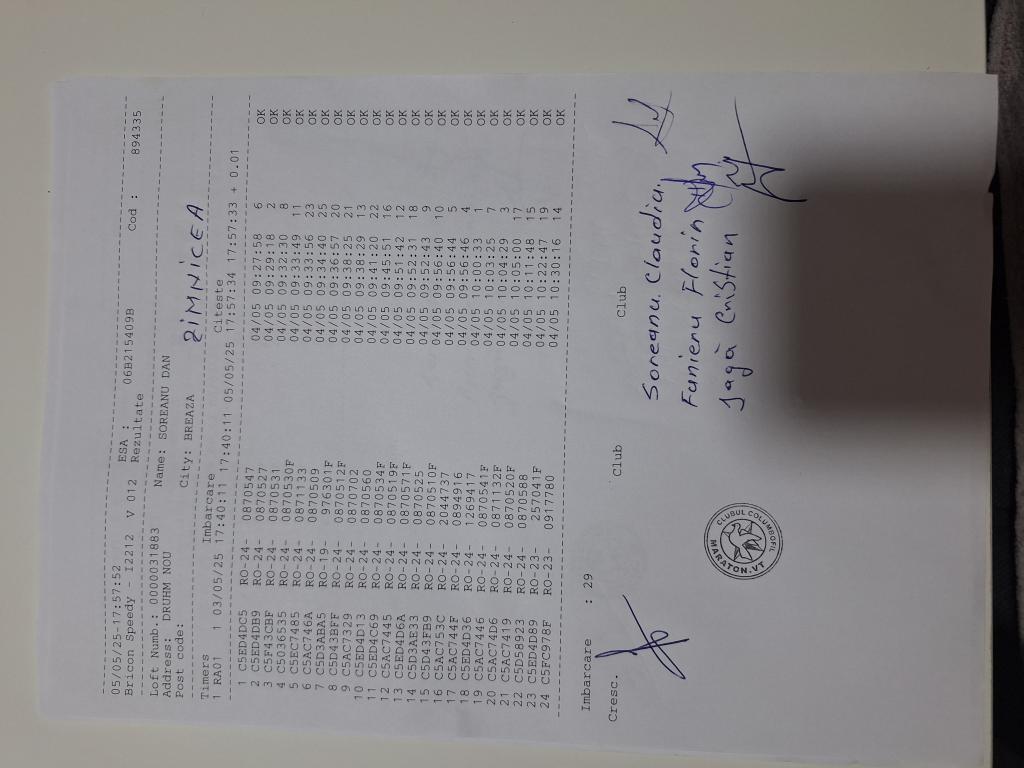 05/05/25-17:57:52
Bricon Speedy - I2212 V 012 ESA : 06B215409B
Rezultate Cod : 894335
Loft Numb.: 0000031883 Name: SOREANU DAN
Address: DRUHM NOU
Post code: City: BREAZA
ZIMNICEA
Timers Imbarcare Citeste
1 RA01 1 03/05/25 17:40:11 17:40:11 05/05/25 17:57:34 17:57:33 + 0.01
1 C5ED4DC5 RO-24- 0870547 04/05 09:27:58 6 OK
2 C5ED4DB9 RO-24- 0870527 04/05 09:29:18 2 OK
3 C5F43CBF RO-24- 0870531 04/05 09:32:30 8 OK
4 C5036535 RO-24- 0870530F 04/05 09:33:49 11 OK
5 C5EC7485 RO-24- 0871133 04/05 09:33:56 23 OK
6 C5AC746A RO-24- 0870509 04/05 09:34:40 25 OK
7 C5D3ABA5 RO-19- 976301F 04/05 09:36:57 20 OK
8 C5D43BFF RO-24- 0870512F 04/05 09:38:25 21 OK
9 C5AC7329 RO-24- 0870702 04/05 09:38:29 13 OK
10 C5ED4D13 RO-24- 0870560 04/05 09:41:20 22 OK
11 C5ED4C69 RO-24- 0870534F 04/05 09:45:51 16 OK
12 C5AC7445 RO-24- 0870519F 04/05 09:51:42 12 OK
13 C5ED4D6A RO-24- 0870571F 04/05 09:52:31 18 OK
14 C5D3AE33 RO-24- 0870525 04/05 09:52:43 9 OK
15 C5D43FB9 RO-24- 0870510F 04/05 09:56:40 10 OK
16 C5AC753C RO-24- 2044737 04/05 09:56:44 5 OK
17 C5AC744F RO-24- 0894916 04/05 09:56:46 4 OK
18 C5ED4D36 RO-24- 1269417 04/05 10:00:33 1 OK
19 C5AC7446 RO-24- 0870541F 04/05 10:03:25 7 OK
20 C5AC74D6 RO-24- 0871132F 04/05 10:04:29 3 OK
21 C5AC7419 RO-24- 0870520F 04/05 10:05:00 17 OK
22 C5D58923 RO-24- 0870588 04/05 10:11:48 15 OK
23 C5ED4D89 RO-23- 257041F 04/05 10:22:47 19 OK
24 C5FC978F RO-23- 0917780 04/05 10:30:16 14 OK
Imbarcare : 29
Cresc. Club Club
Soreanu Claudia.
Funieru Florin
Jagă Cristian
CLUBUL COLUMBOFIL
MARATON.VT